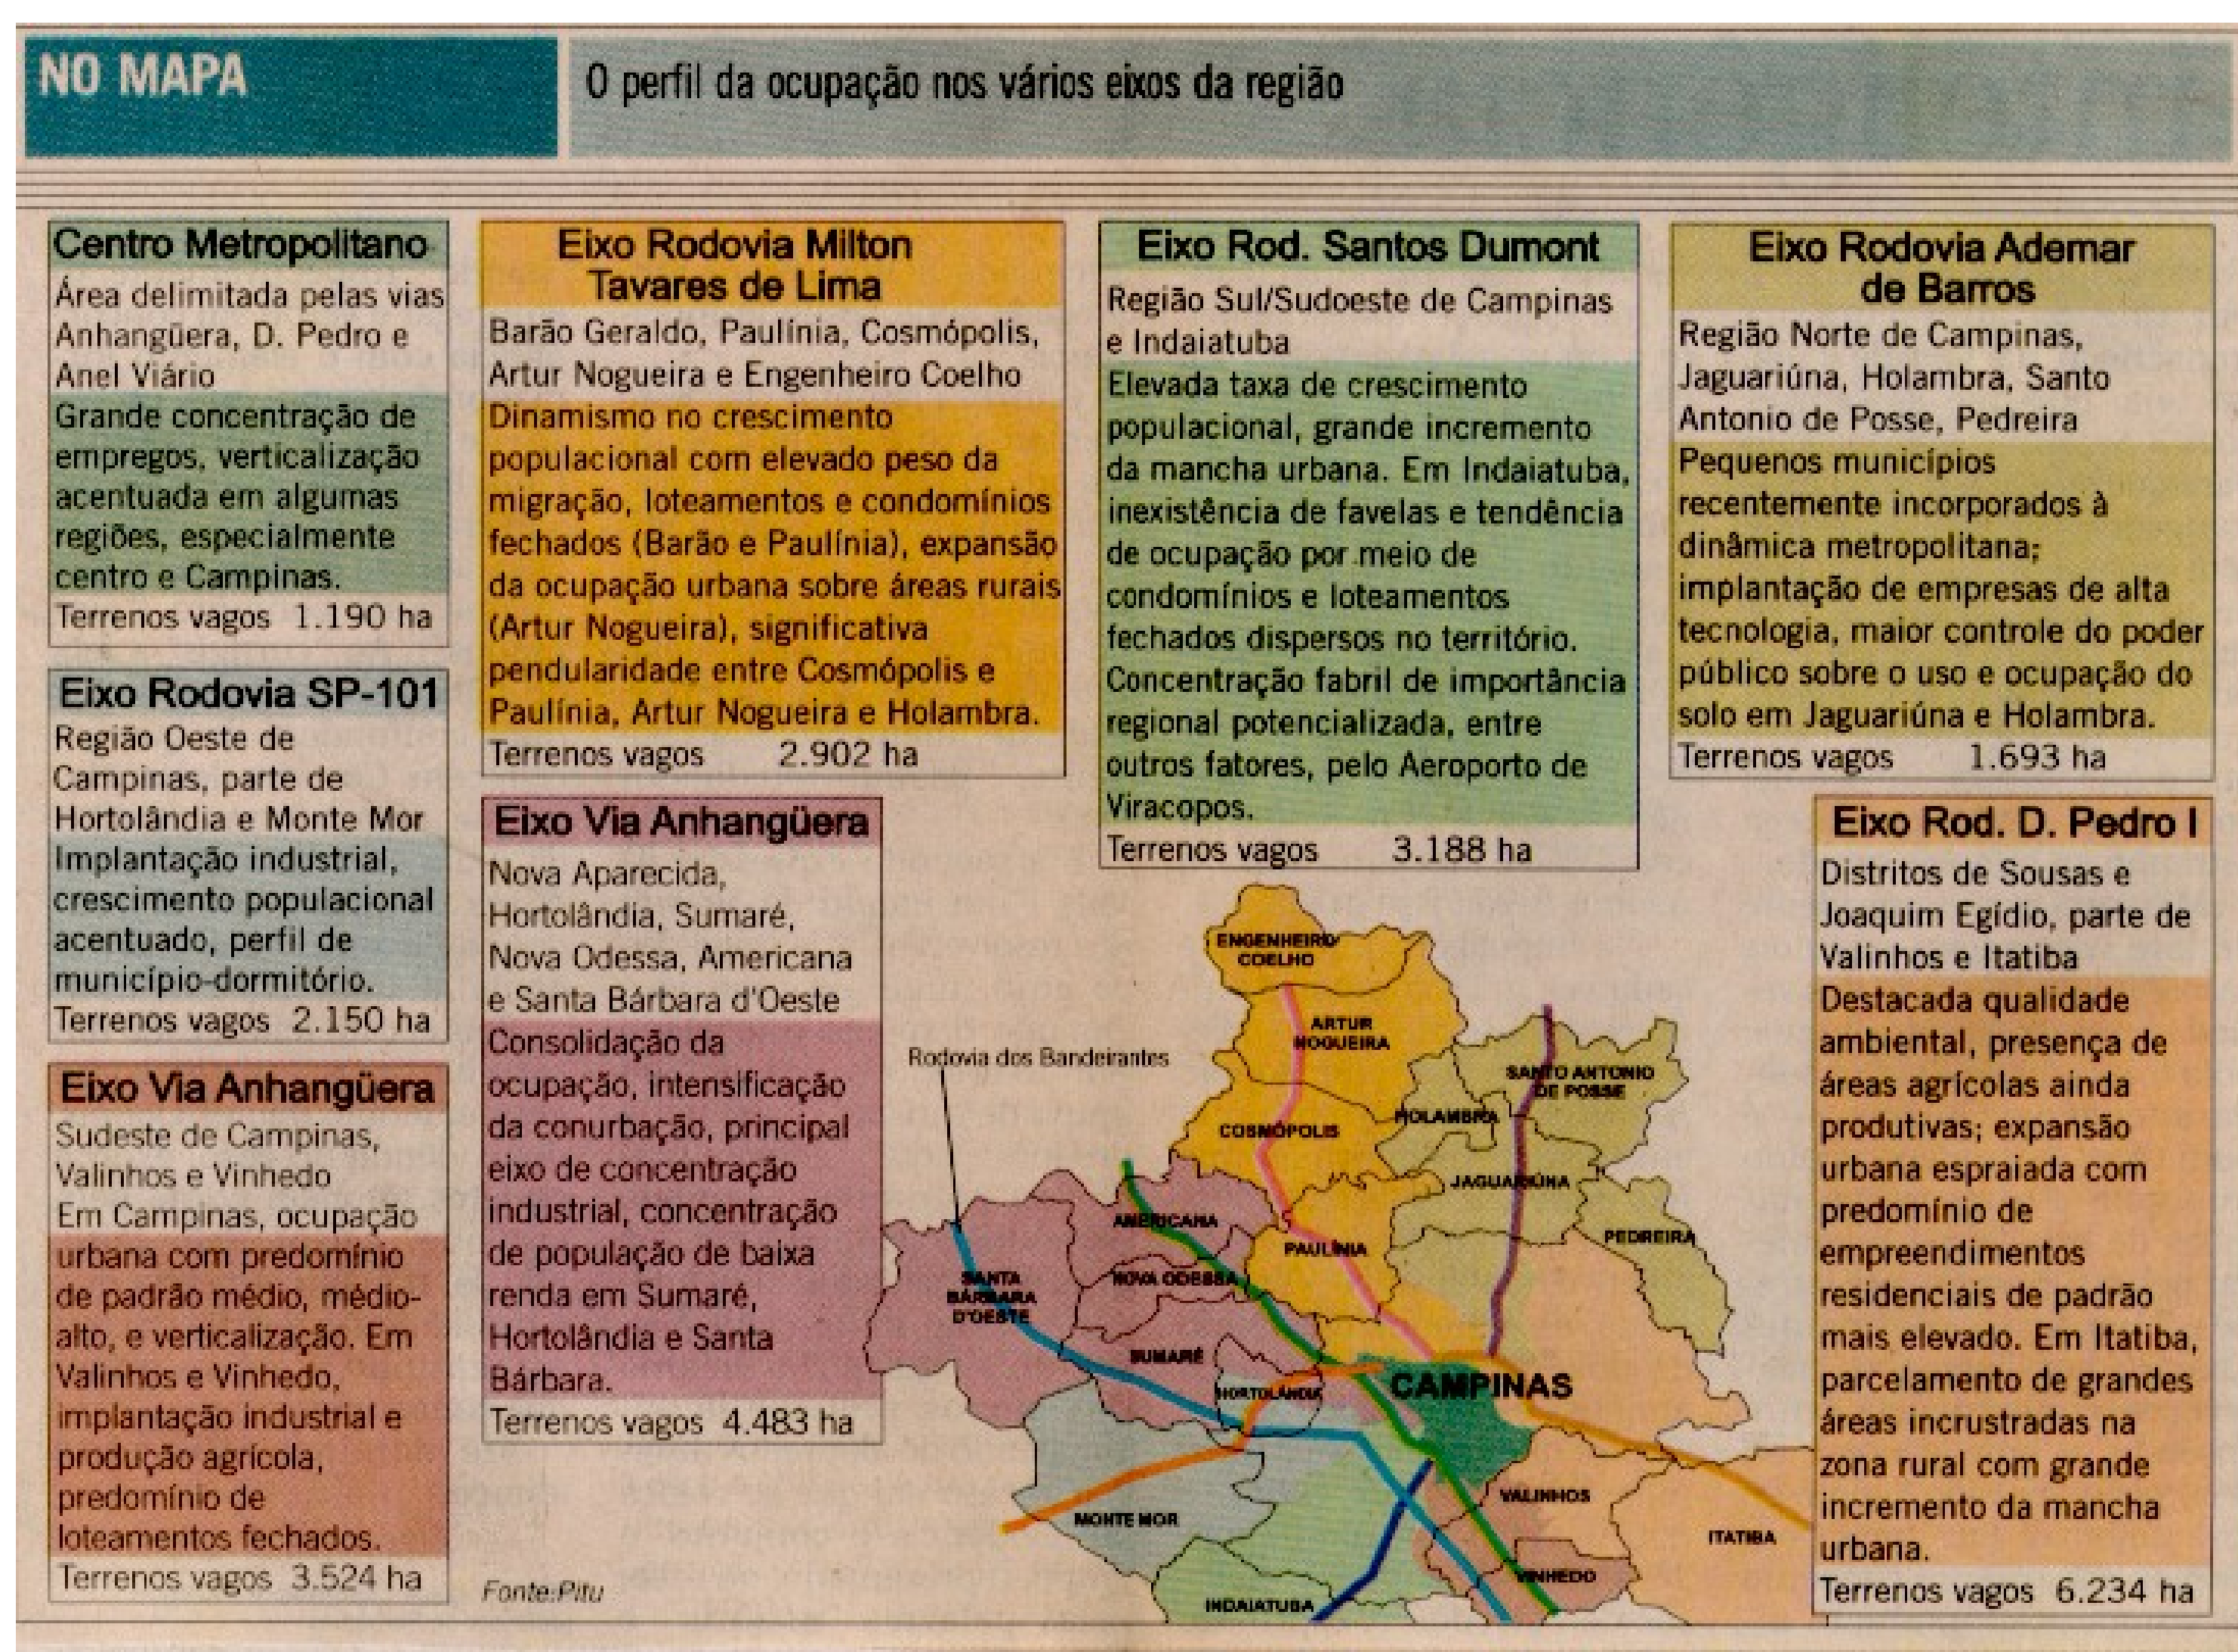 NO MAPA
O perfil da ocupação nos vários eixos da região
Centro Metropolitano
Área delimitada pelas vias
Anhangüera, D. Pedro e
Anel Viário
Grande concentração de
empregos, verticalização
acentuada em algumas
regiões, especialmente
centro e Campinas.
Terrenos vagos 1.190 ha
Eixo Rodovia SP-101
Região Oeste de
Campinas, parte de
Hortolândia e Monte Mor
Implantação industrial,
crescimento populacional
acentuado, perfil de
município-dormitório.
Terrenos vagos 2.150 ha
Eixo Via Anhangüera
Sudeste de Campinas,
Valinhos e Vinhedo
Em Campinas, ocupação
urbana com predomínio
de padrão médio, médio-
alto, e verticalização. Em
Valinhos e Vinhedo,
implantação industrial e
produção agrícola,
predomínio de
loteamentos fechados.
Terrenos vagos 3.524 ha
Eixo Rodovia Milton
Tavares de Lima
Barão Geraldo, Paulínia, Cosmópolis,
Artur Nogueira e Engenheiro Coelho
Dinamismo no crescimento
populacional com elevado peso da
migração, loteamentos e condomínios
fechados (Barão e Paulínia), expansão
da ocupação urbana sobre áreas rurais
(Artur Nogueira), significativa
pendularidade entre Cosmópolis e
Paulínia, Artur Nogueira e Holambra.
Terrenos vagos 2.902 ha
Eixo Via Anhangüera
Nova Aparecida,
Hortolândia, Sumaré,
Nova Odessa, Americana
e Santa Bárbara d'Oeste
Consolidação da
ocupação, intensificação
da conurbação, principal
eixo de concentração
industrial, concentração
de população de baixa
renda em Sumaré,
Hortolândia e Santa
Bárbara.
Terrenos vagos 4.483 ha
Fonte:Pitu
Eixo Rod. Santos Dumont
Região Sul/Sudoeste de Campinas
e Indaiatuba
Elevada taxa de crescimento
populacional, grande incremento
da mancha urbana. Em Indaiatuba,
inexistência de favelas e tendência
de ocupação por meio de
condomínios e loteamentos
fechados dispersos no território.
Concentração fabril de importância
regional potencializada, entre
outros fatores, pelo Aeroporto de
Viracopos.
Terrenos vagos 3.188 ha
Eixo Rodovia Ademar
de Barros
Região Norte de Campinas,
Jaguariúna, Holambra, Santo
Antonio de Posse, Pedreira
Pequenos municípios
recentemente incorporados à
dinâmica metropolitana;
implantação de empresas de alta
tecnologia, maior controle do poder
público sobre o uso e ocupação do
solo em Jaguariúna e Holambra.
Terrenos vagos 1.693 ha
Eixo Rod. D. Pedro I
Distritos de Sousas e
Joaquim Egídio, parte de
Valinhos e Itatiba
Destacada qualidade
ambiental, presença de
áreas agrícolas ainda
produtivas; expansão
urbana espraiada com
predomínio de
empreendimentos
residenciais de padrão
mais elevado. Em Itatiba,
parcelamento de grandes
áreas incrustradas na
zona rural com grande
incremento da mancha
urbana.
Terrenos vagos 6.234 ha
Rodovia dos Bandeirantes
ENGENHEIRO
COELHO
ARTUR
NOGUEIRA
SANTO ANTONIO
DE POSSE
HOLAMBRA
COSMÓPOLIS
JAGUARIÚNA
AMERICANA
PAULÍNIA
PEDREIRA
NOVA ODESSA
SANTA
BÁRBARA
D'OESTE
SUMARÉ
HORTOLÂNDIA
CAMPINAS
MONTE MOR
VALINHOS
ITATIBA
VINHEDO
INDAIATUBA